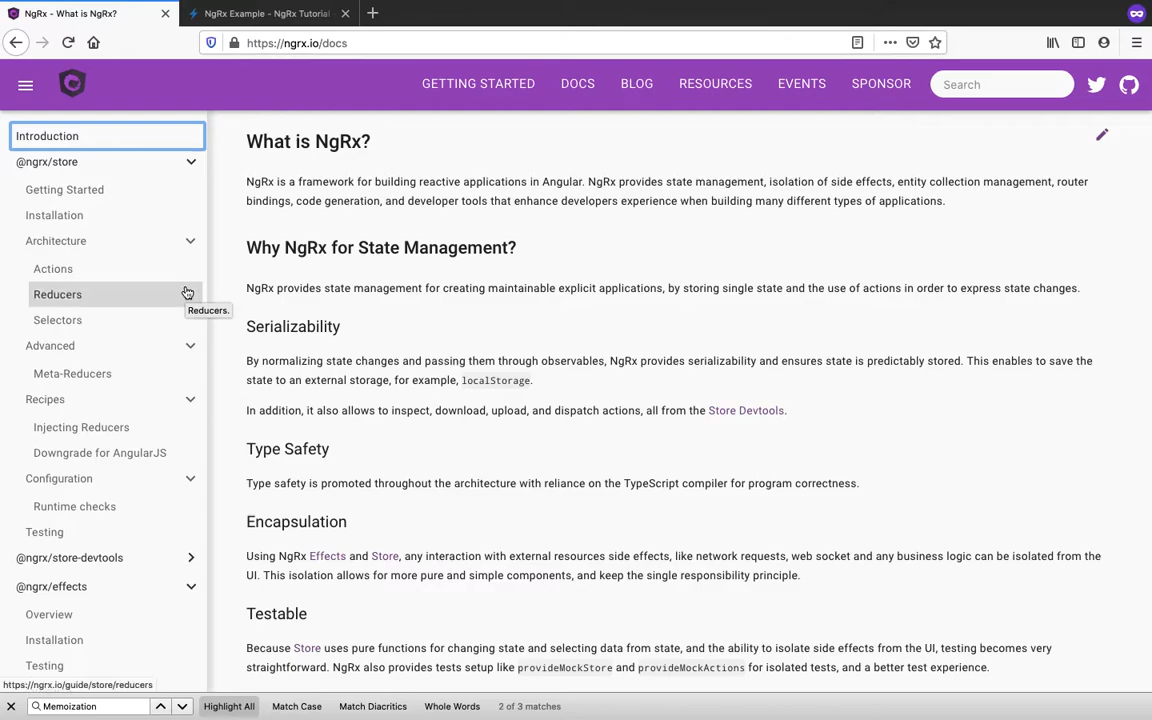 NgRx - What is NgRx?
NgRx Example - NgRx Tutorial
https://ngrx.io/docs
GETTING STARTED
DOCS
BLOG
RESOURCES
EVENTS
SPONSOR
Search
Introduction
@ngrx/store
Getting Started
Installation
Architecture
Actions
Reducers
Reducers.
Selectors
Advanced
Meta-Reducers
Recipes
Injecting Reducers
Downgrade for AngularJS
Configuration
Runtime checks
Testing
@ngrx/store-devtools
@ngrx/effects
Overview
Installation
Testing
What is NgRx?
NgRx is a framework for building reactive applications in Angular. NgRx provides state management, isolation of side effects, entity collection management, router
bindings, code generation, and developer tools that enhance developers experience when building many different types of applications.
Why NgRx for State Management?
NgRx provides state management for creating maintainable explicit applications, by storing single state and the use of actions in order to express state changes.
Serializability
By normalizing state changes and passing them through observables, NgRx provides serializability and ensures state is predictably stored. This enables to save the
state to an external storage, for example, localStorage.
In addition, it also allows to inspect, download, upload, and dispatch actions, all from the Store Devtools.
Type Safety
Type safety is promoted throughout the architecture with reliance on the TypeScript compiler for program correctness.
Encapsulation
Using NgRx Effects and Store, any interaction with external resources side effects, like network requests, web socket and any business logic can be isolated from the
UI. This isolation allows for more pure and simple components, and keep the single responsibility principle.
Testable
Because Store uses pure functions for changing state and selecting data from state, and the ability to isolate side effects from the UI, testing becomes very
straightforward. NgRx also provides tests setup like provideMockStore and provideMockActions for isolated tests, and a better test experience.
https://ngrx.io/guide/store/reducers
Memoization
Highlight All
Match Case
Match Diacritics
Whole Words
2 of 3 matches